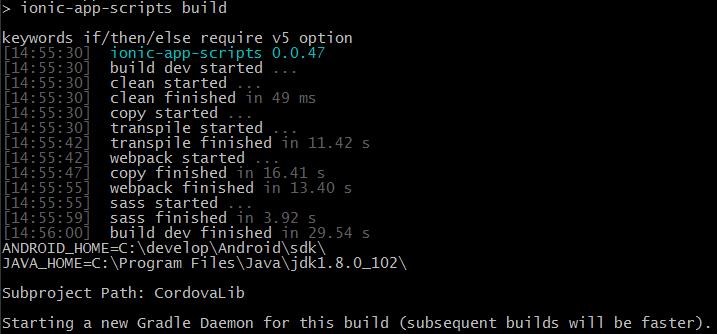 > ionic-app-scripts build
keywords if/then/else require v5 option
[14:55:30]  ionic-app-scripts 0.0.47
[14:55:30]  build dev started ...
[14:55:30]  clean started ...
[14:55:30]  clean finished in 49 ms
[14:55:30]  copy started ...
[14:55:30]  transpile started ...
[14:55:42]  transpile finished in 11.42 s
[14:55:42]  webpack started ...
[14:55:47]  copy finished in 16.41 s
[14:55:55]  webpack finished in 13.40 s
[14:55:55]  sass started ...
[14:55:59]  sass finished in 3.92 s
[14:56:00]  build dev finished in 29.54 s
ANDROID_HOME=C:\develop\Android\sdk\
JAVA_HOME=C:\Program Files\Java\jdk1.8.0_102\
Subproject Path: CordovaLib
Starting a new Gradle Daemon for this build (subsequent builds will be faster).